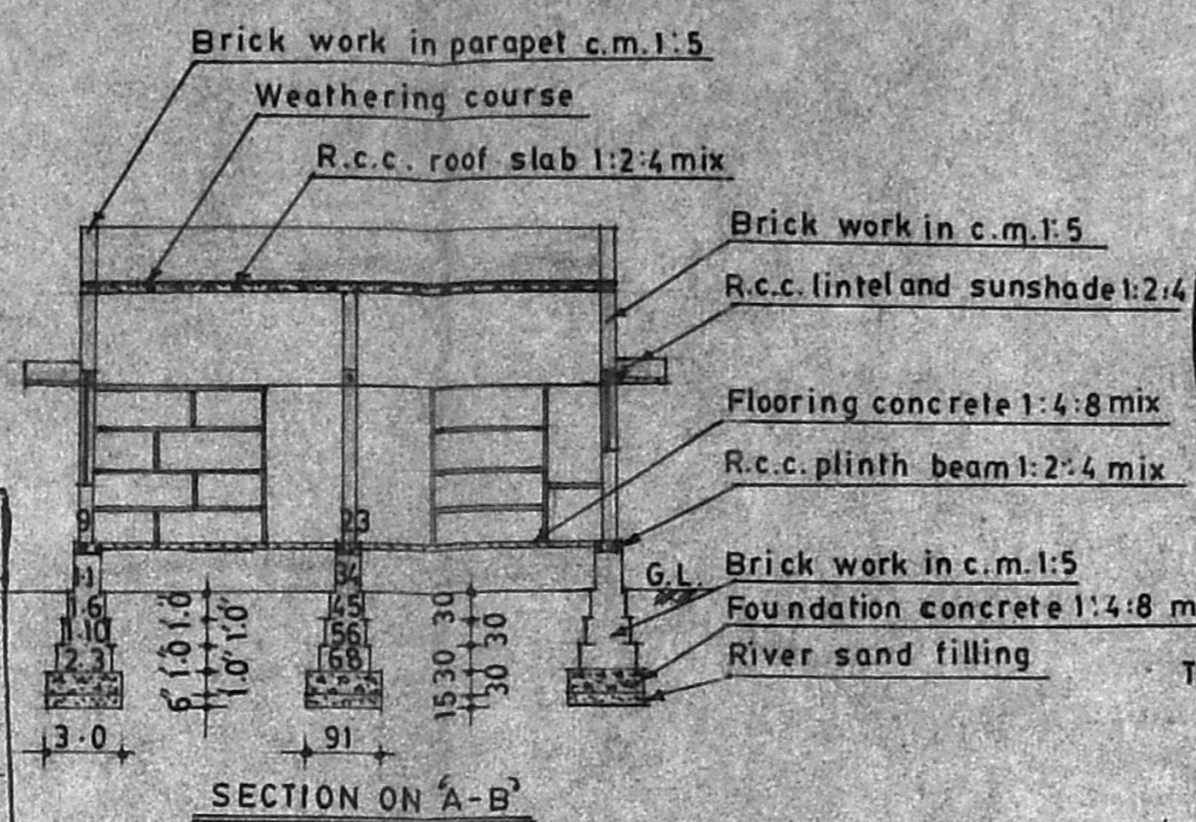 Brick work in parapet c.m.1:5
Weathering course
R.c.c. roof slab 1:2:4 mix
Brick work in c.m.1:5
R.c.c. lintel and sunshade 1:2:4
Flooring concrete 1:4:8 mix
R.c.c. plinth beam 1:2:4 mix
9 23
1.1 34
G.L.
Brick work in c.m.1:5
Foundation concrete 1:4:8 m
River sand filling
1.6 45
1.10 56
2.3 68
6" 1.0 1.0
1.0" 1.0"
15 30 30
30 30
T
3.0 91
SECTION ON 'A-B'